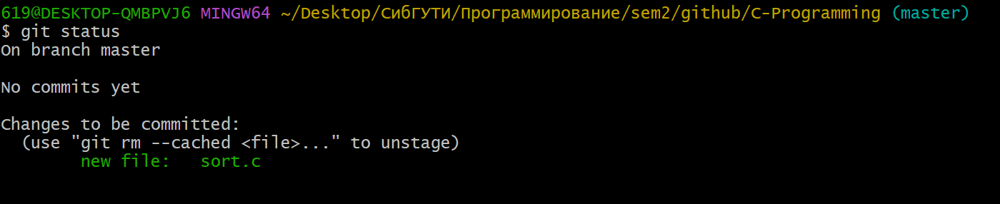 619@DESKTOP-QMBPVJ6 MINGW64 ~/Desktop/СибГУТИ/Программирование/sem2/github/C-Programming (master)
$ git status
On branch master
No commits yet
Changes to be committed:
(use "git rm --cached <file>..." to unstage)
new file: sort.c